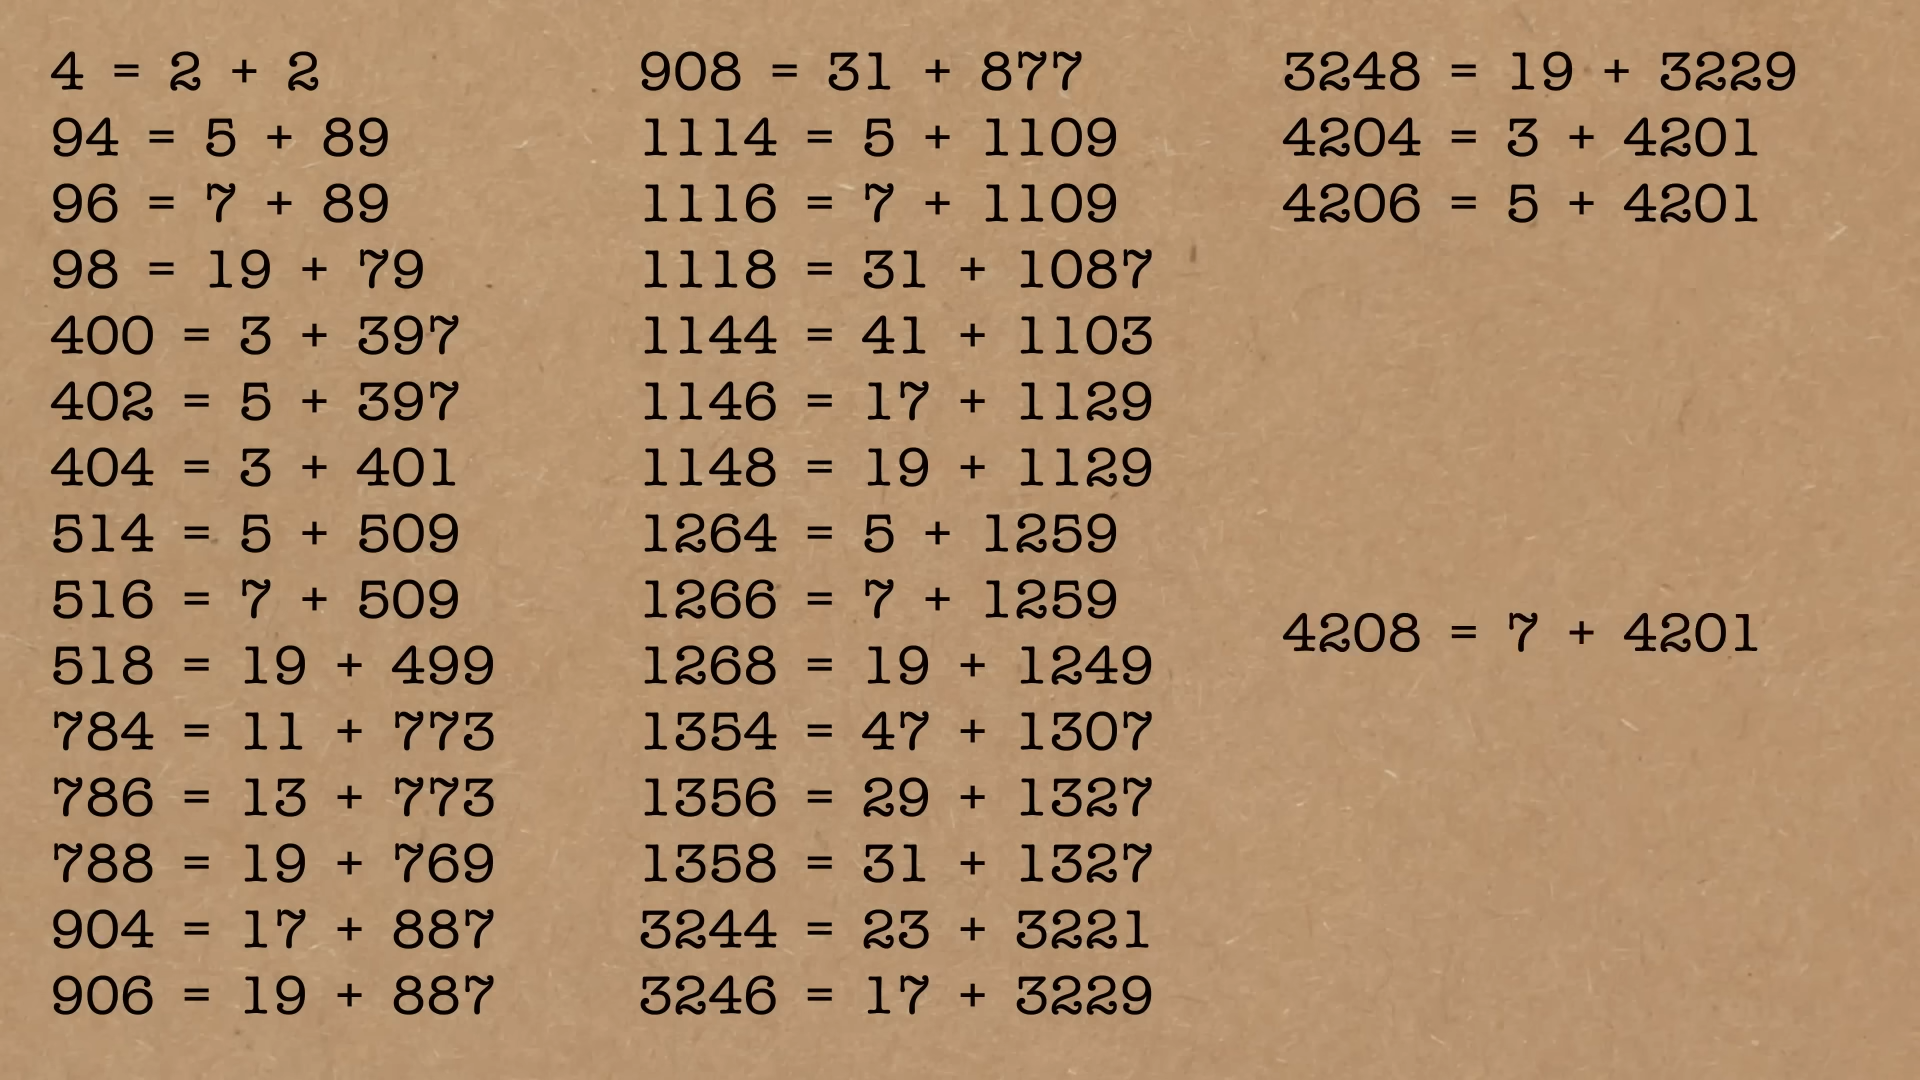 4 = 2 + 2
94 = 5 + 89
96 = 7 + 89
98 = 19 + 79
400 = 3 + 397
402 = 5 + 397
404 = 3 + 401
514 = 5 + 509
516 = 7 + 509
518 = 19 + 499
784 = 11 + 773
786 = 13 + 773
788 = 19 + 769
904 = 17 + 887
906 = 19 + 887
908 = 31 + 877
1114 = 5 + 1109
1116 = 7 + 1109
1118 = 31 + 1087
1144 = 41 + 1103
1146 = 17 + 1129
1148 = 19 + 1129
1264 = 5 + 1259
1266 = 7 + 1259
1268 = 19 + 1249
1354 = 47 + 1307
1356 = 29 + 1327
1358 = 31 + 1327
3244 = 23 + 3221
3246 = 17 + 3229
3248 = 19 + 3229
4204 = 3 + 4201
4206 = 5 + 4201
4208 = 7 + 4201